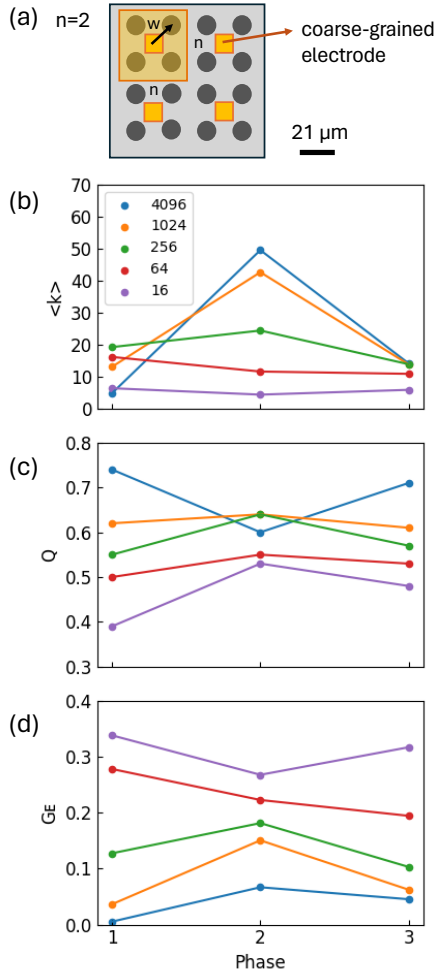 (a) n=2
w
n
coarse-grained
electrode
n
21 μm
(b)
70
60
50
40
30
20
10
0
<k>
4096
1024
256
64
16
(c)
0.8
0.7
0.6
0.5
0.4
0.3
Q
(d)
0.4
0.3
0.2
0.1
0.0
GE
1 2 3
Phase